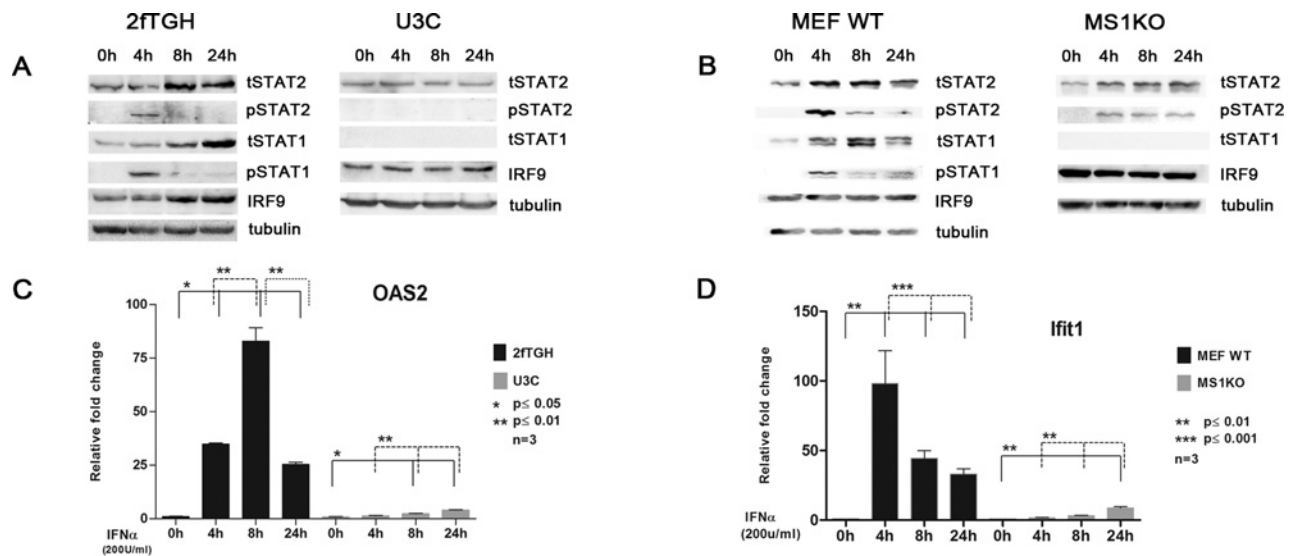 2fTGH
U3C
MEF WT
MS1KO
A
0h 4h 8h 24h
tSTAT2
pSTAT2
tSTAT1
pSTAT1
IRF9
tubulin
0h 4h 8h 24h
tSTAT2
pSTAT2
tSTAT1
IRF9
tubulin
B
0h 4h 8h 24h
tSTAT2
pSTAT2
tSTAT1
pSTAT1
IRF9
tubulin
0h 4h 8h 24h
tSTAT2
pSTAT2
tSTAT1
IRF9
tubulin
C
OAS2
Relative fold change
100
75
50
25
0
* ** **
* **
2fTGH
U3C
* p≤ 0.05
** p≤ 0.01
n=3
IFNα
(200U/ml)
0h 4h 8h 24h 0h 4h 8h 24h
D
Ifit1
Relative fold change
150
100
50
0
** ***
** **
MEF WT
MS1KO
** p≤ 0.01
*** p≤ 0.001
n=3
IFNα
(200u/ml)
0h 4h 8h 24h 0h 4h 8h 24h